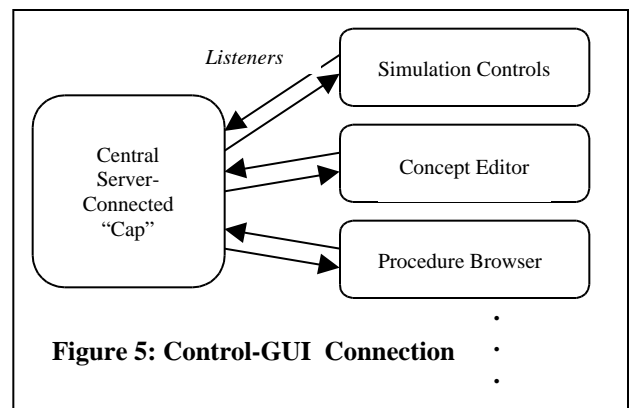 Listeners
Simulation Controls
Central
Server-
Connected
“Cap”
Concept Editor
Procedure Browser
.
.
.
Figure 5: Control-GUI Connection